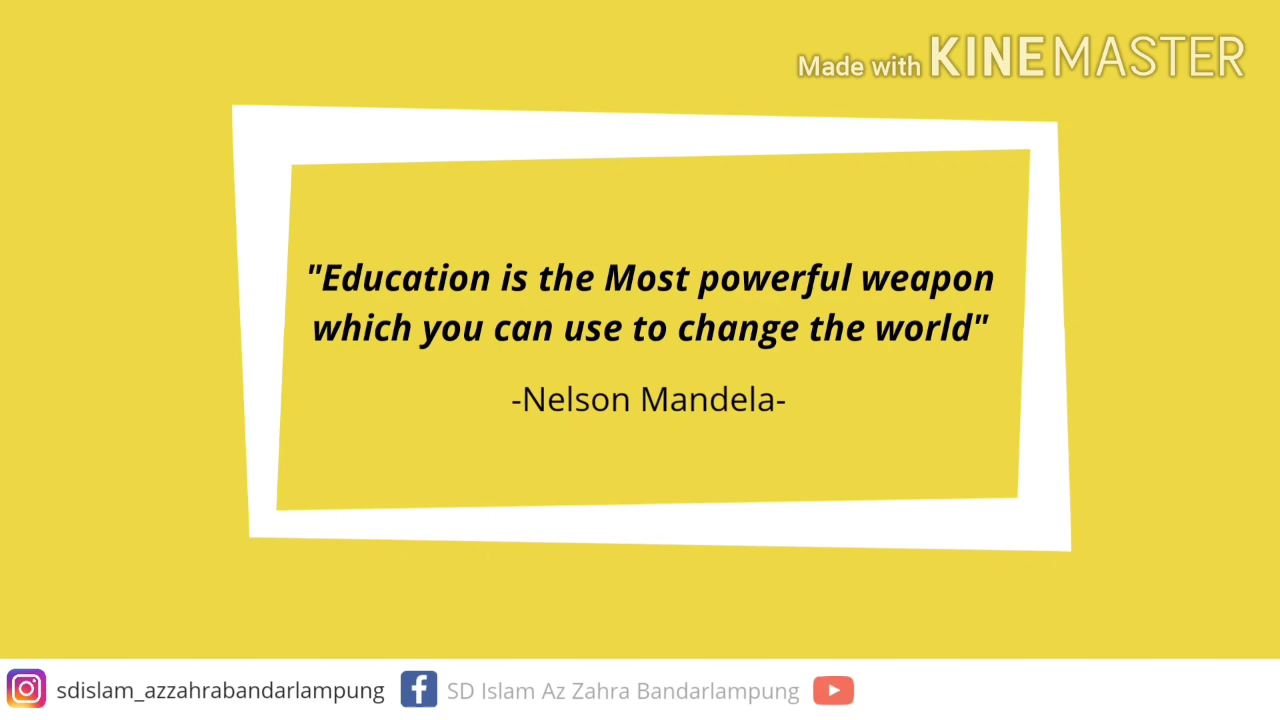 Made with KINEMASTER
"Education is the Most powerful weapon
which you can use to change the world"
-Nelson Mandela-
sdislam_azzahrabandarlampung SD Islam Az Zahra Bandarlampung